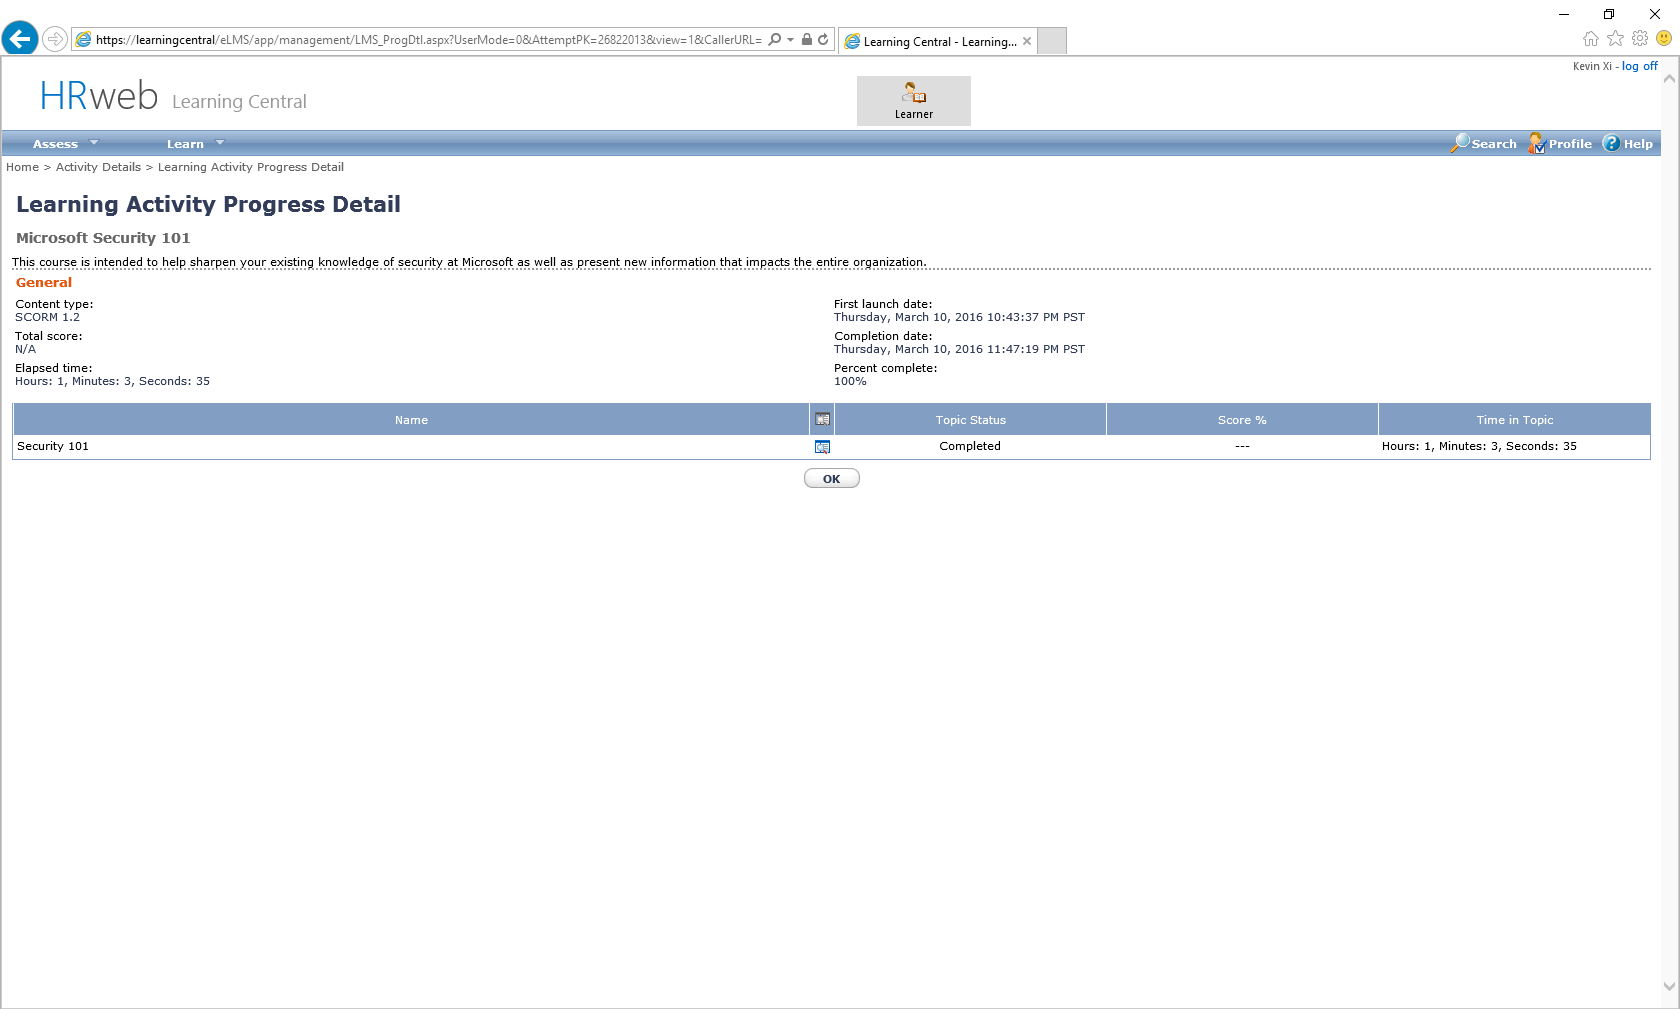 https://learningcentral/eLMS/app/management/LMS_ProgDtl.aspx?UserMode=0&AttemptPK=26822013&view=1&CallerURL=
Learning Central - Learning...
Kevin Xi - log off
HRweb Learning Central
Learner
Assess Learn Search Profile Help
Home > Activity Details > Learning Activity Progress Detail
Learning Activity Progress Detail
Microsoft Security 101
This course is intended to help sharpen your existing knowledge of security at Microsoft as well as present new information that impacts the entire organization.
General
Content type:
SCORM 1.2
Total score:
N/A
Elapsed time:
Hours: 1, Minutes: 3, Seconds: 35
First launch date:
Thursday, March 10, 2016 10:43:37 PM PST
Completion date:
Thursday, March 10, 2016 11:47:19 PM PST
Percent complete:
100%
Name Topic Status Score % Time in Topic
Security 101 Completed --- Hours: 1, Minutes: 3, Seconds: 35
OK